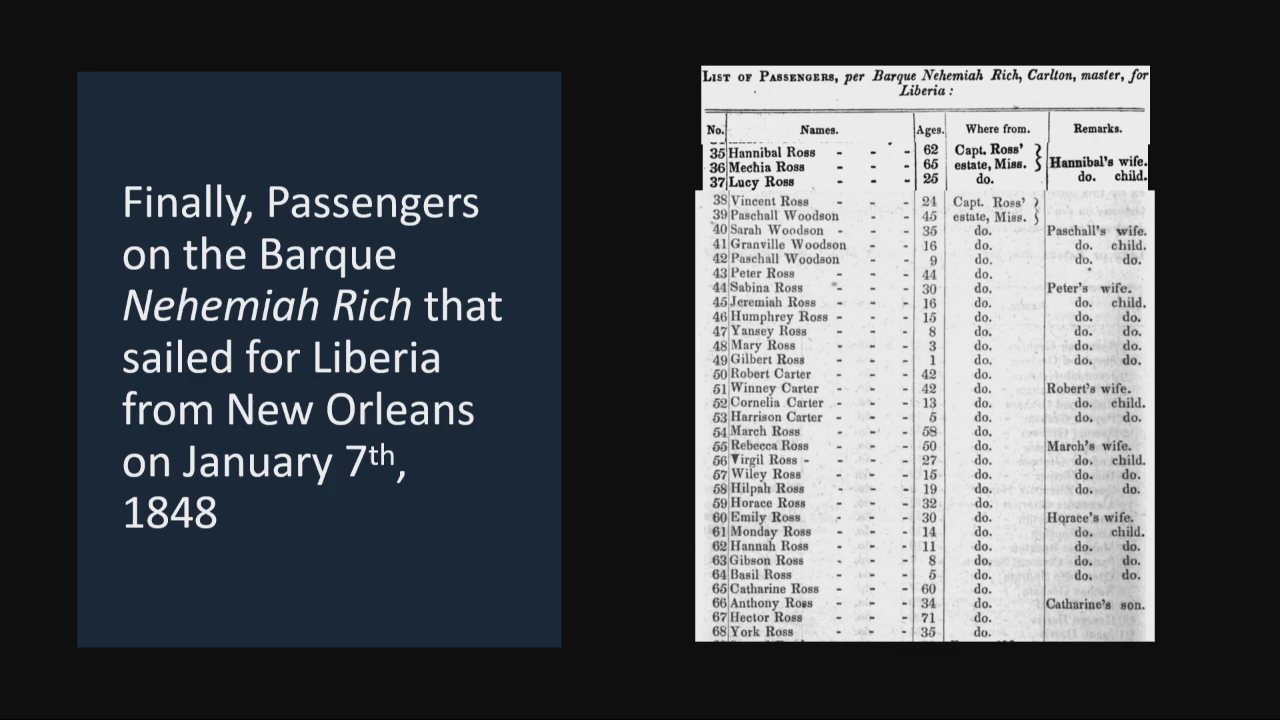 Finally, Passengers
on the Barque
Nehemiah Rich that
sailed for Liberia
from New Orleans
on January 7th,
1848
LIST OF PASSENGERS, per Barque Nehemiah Rich, Carlton, master, for
Liberia :
No. Names. Ages. Where from. Remarks.
35 Hannibal Ross - - - 62 Capt. Ross' }
36 Mechia Ross - - - 65 estate, Miss. } Hannibal's wife.
37 Lucy Ross - - - 25 do. do. child.
38 Vincent Ross - - - 24 Capt. Ross' }
39 Paschall Woodson - - - 45 estate, Miss. }
40 Sarah Woodson - - - 35 do. Paschall's wife.
41 Granville Woodson - - 16 do. do. child.
42 Paschall Woodson - - - 9 do. do. do.
43 Peter Ross - - - 44 do.
44 Sabina Ross - - - 30 do. Peter's wife.
45 Jeremiah Ross - - - 16 do. do. child.
46 Humphrey Ross - - - 15 do. do. do.
47 Yansey Ross - - - 8 do. do. do.
48 Mary Ross - - - 3 do. do. do.
49 Gilbert Ross - - - 1 do. do. do.
50 Robert Carter - - - 42 do.
51 Winney Carter - - - 42 do. Robert's wife.
52 Cornelia Carter - - - 13 do. do. child.
53 Harrison Carter - - - 5 do. do. do.
54 March Ross - - - 58 do.
55 Rebecca Ross - - - 50 do. March's wife.
56 Virgil Ross - - - - 27 do. do. child.
57 Wiley Ross - - - 15 do. do. do.
58 Hilpah Ross - - - 19 do. do. do.
59 Horace Ross - - - 32 do.
60 Emily Ross - - - 30 do. Horace's wife.
61 Monday Ross - - - 14 do. do. child.
62 Hannah Ross - - - 11 do. do. do.
63 Gibson Ross - - - 8 do. do. do.
64 Basil Ross - - - 5 do. do. do.
65 Catharine Ross - - - 60 do.
66 Anthony Ross - - - 34 do. Catharine's son.
67 Hector Ross - - - 71 do.
68 York Ross - - - 35 do.